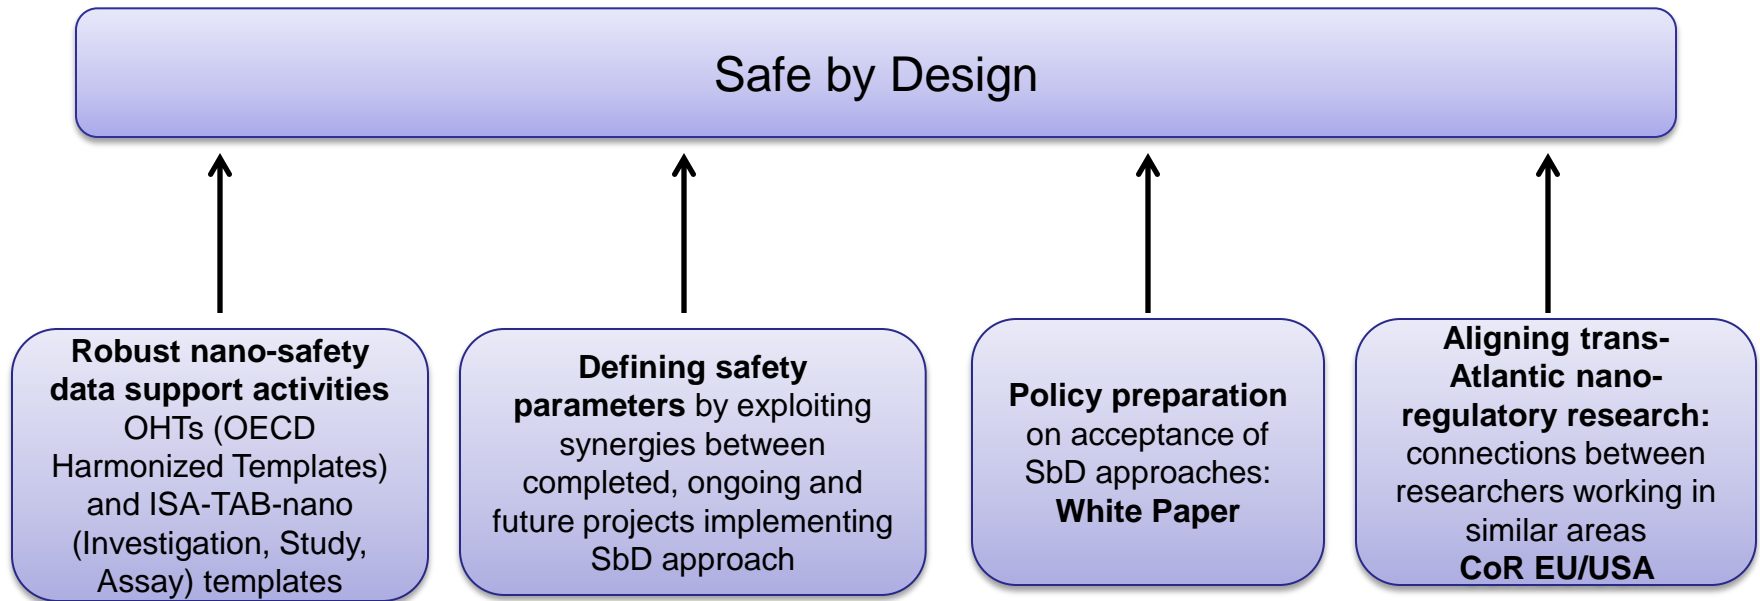 Safe by Design
Robust nano-safety
data support activities
OHTs (OECD
Harmonized Templates)
and ISA-TAB-nano
(Investigation, Study,
Assay) templates
Defining safety
parameters by exploiting
synergies between
completed, ongoing and
future projects implementing
SbD approach
Policy preparation
on acceptance of
SbD approaches:
White Paper
Aligning trans-
Atlantic nano-
regulatory research:
connections between
researchers working in
similar areas
CoR EU/USA